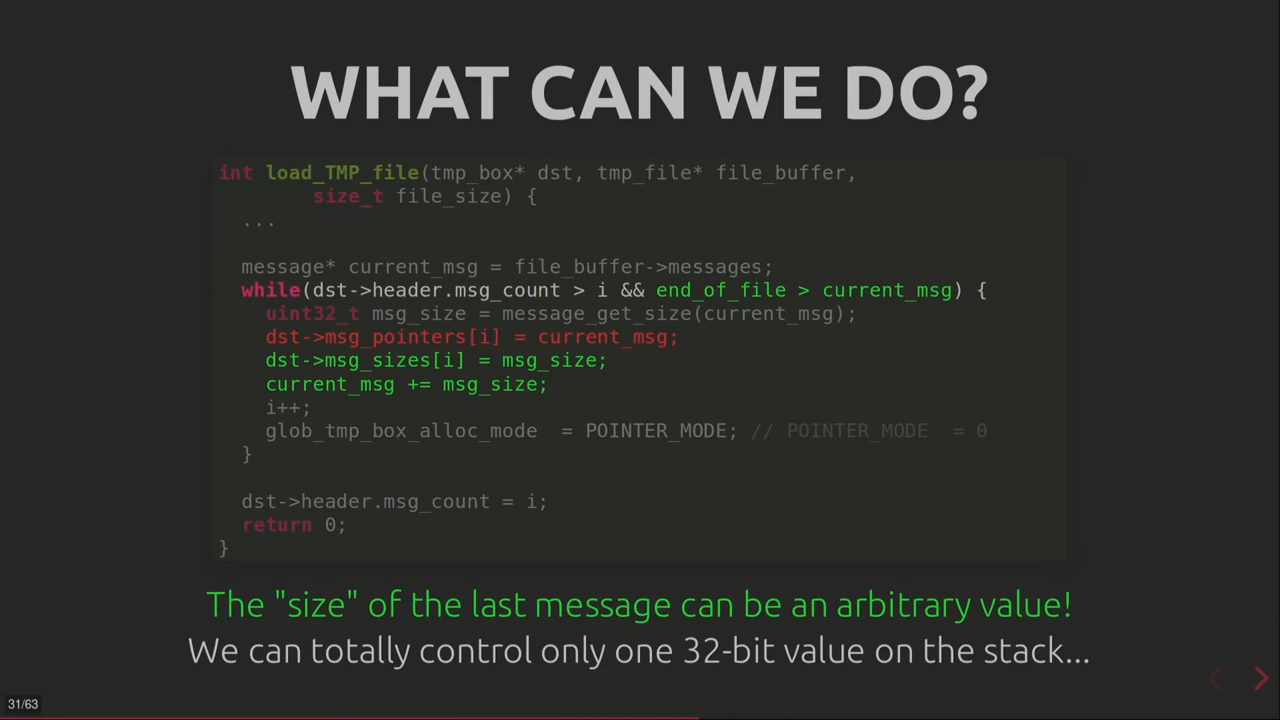 WHAT CAN WE DO?
int load_TMP_file(tmp_box* dst, tmp_file* file_buffer,
        size_t file_size) {
  ...
  message* current_msg = file_buffer->messages;
  while(dst->header.msg_count > i && end_of_file > current_msg) {
    uint32_t msg_size = message_get_size(current_msg);
    dst->msg_pointers[i] = current_msg;
    dst->msg_sizes[i] = msg_size;
    current_msg += msg_size;
    i++;
    glob_tmp_box_alloc_mode  = POINTER_MODE; // POINTER_MODE  = 0
  }
  dst->header.msg_count = i;
  return 0;
}
The "size" of the last message can be an arbitrary value!
We can totally control only one 32-bit value on the stack...
31/63